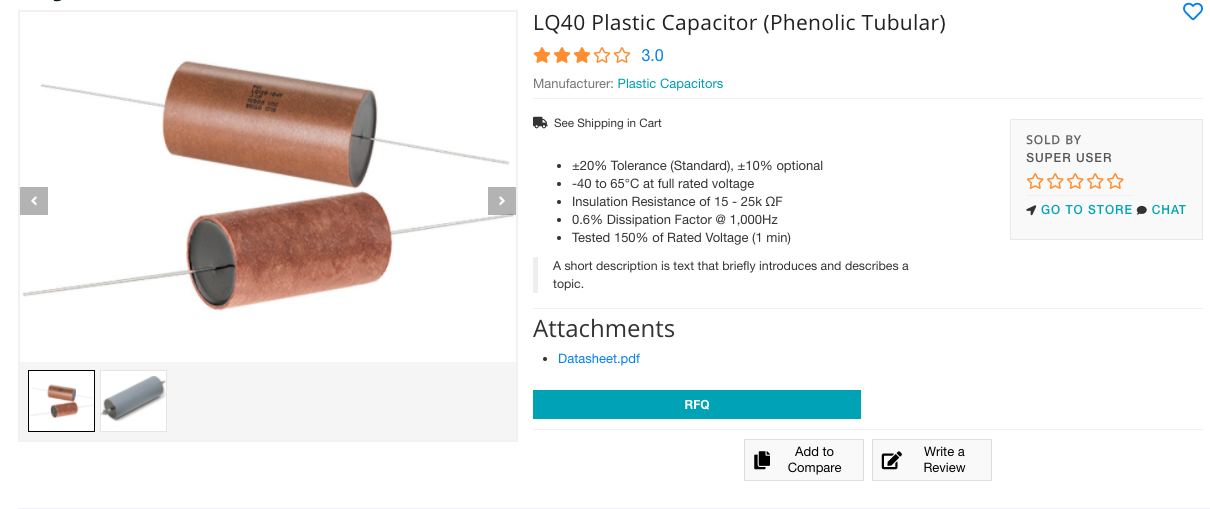 LQ40 Plastic Capacitor (Phenolic Tubular)
3.0
Manufacturer: Plastic Capacitors
See Shipping in Cart
±20% Tolerance (Standard), ±10% optional
-40 to 65°C at full rated voltage
Insulation Resistance of 15 - 25k ΩF
0.6% Dissipation Factor @ 1,000Hz
Tested 150% of Rated Voltage (1 min)
A short description is text that briefly introduces and describes a
topic.
SOLD BY
SUPER USER
GO TO STORE CHAT
Attachments
Datasheet.pdf
RFQ
Add to
Compare
Write a
Review